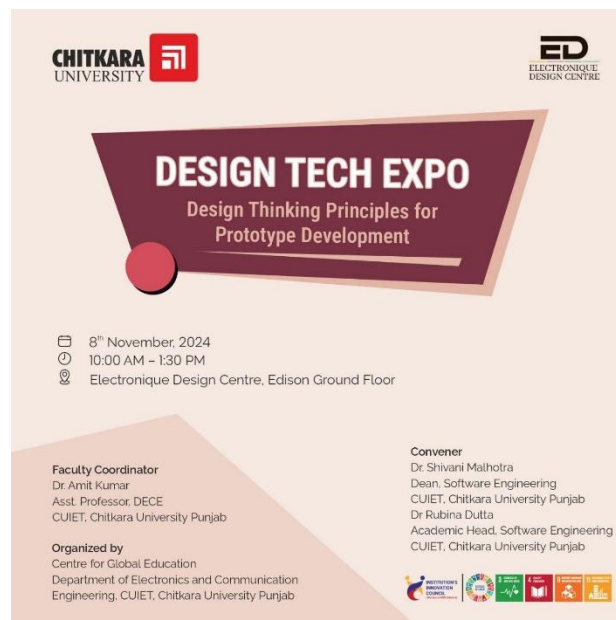 CHITKARA
UNIVERSITY
ED
ELECTRONIQUE
DESIGN CENTRE
DESIGN TECH EXPO
Design Thinking Principles for
Prototype Development
8th November, 2024
10:00 AM – 1:30 PM
Electronique Design Centre, Edison Ground Floor
Faculty Coordinator
Dr. Amit Kumar
Asst. Professor, DECE
CUIET, Chitkara University Punjab
Organized by
Centre for Global Education
Department of Electronics and Communication
Engineering, CUIET, Chitkara University Punjab
Convener
Dr. Shivani Malhotra
Dean, Software Engineering
CUIET, Chitkara University Punjab
Dr Rubina Dutta
Academic Head, Software Engineering
CUIET, Chitkara University Punjab
INSTITUTION'S
INNOVATION
COUNCIL